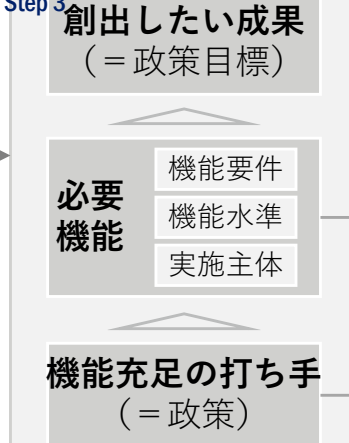 Step 3
創出したい成果
（＝政策目標）
必要
機能
機能要件
機能水準
実施主体
機能充足の打ち手
（＝政策）